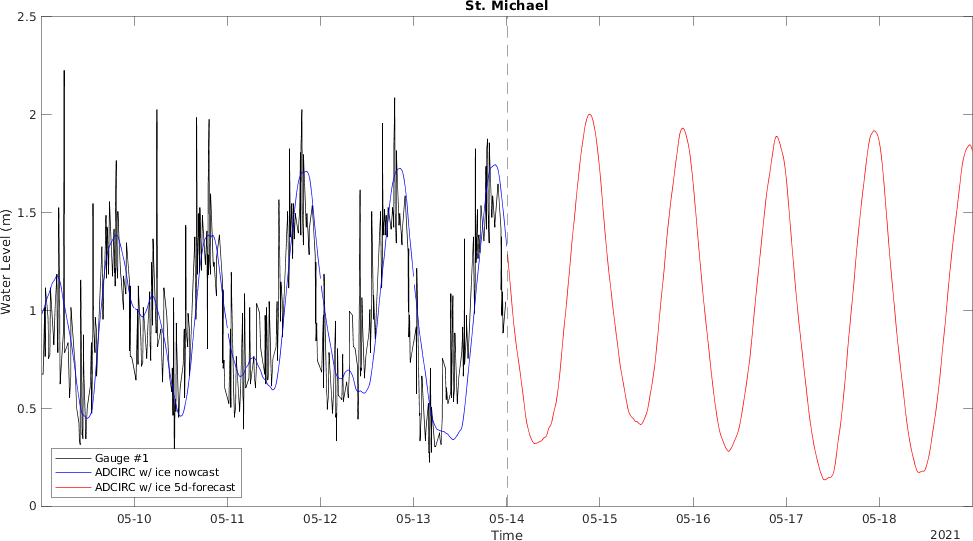 St. Michael
2.5
2
1.5
1
0.5
0
Water Level (m)
Gauge #1
ADCIRC w/ ice nowcast
ADCIRC w/ ice 5d-forecast
05-10 05-11 05-12 05-13 05-14 05-15 05-16 05-17 05-18
Time
2021